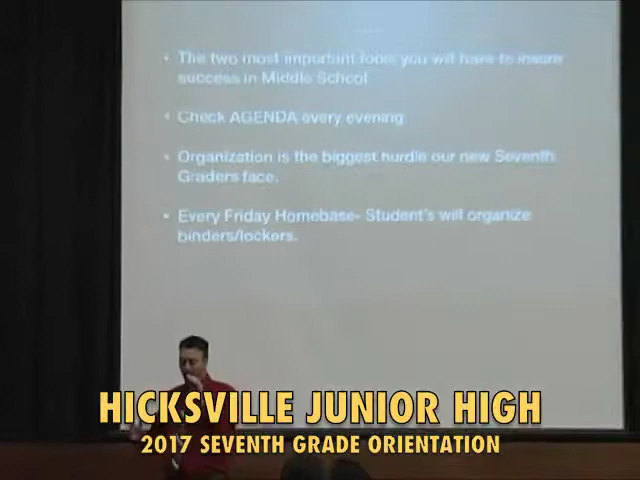 • The two most important tools you will have to insure
success in Middle School
• Check AGENDA every evening
• Organization is the biggest hurdle our new Seventh
Graders face.
• Every Friday Homebase- Student's will organize
binders/lockers.
HICKSVILLE JUNIOR HIGH
2017 SEVENTH GRADE ORIENTATION